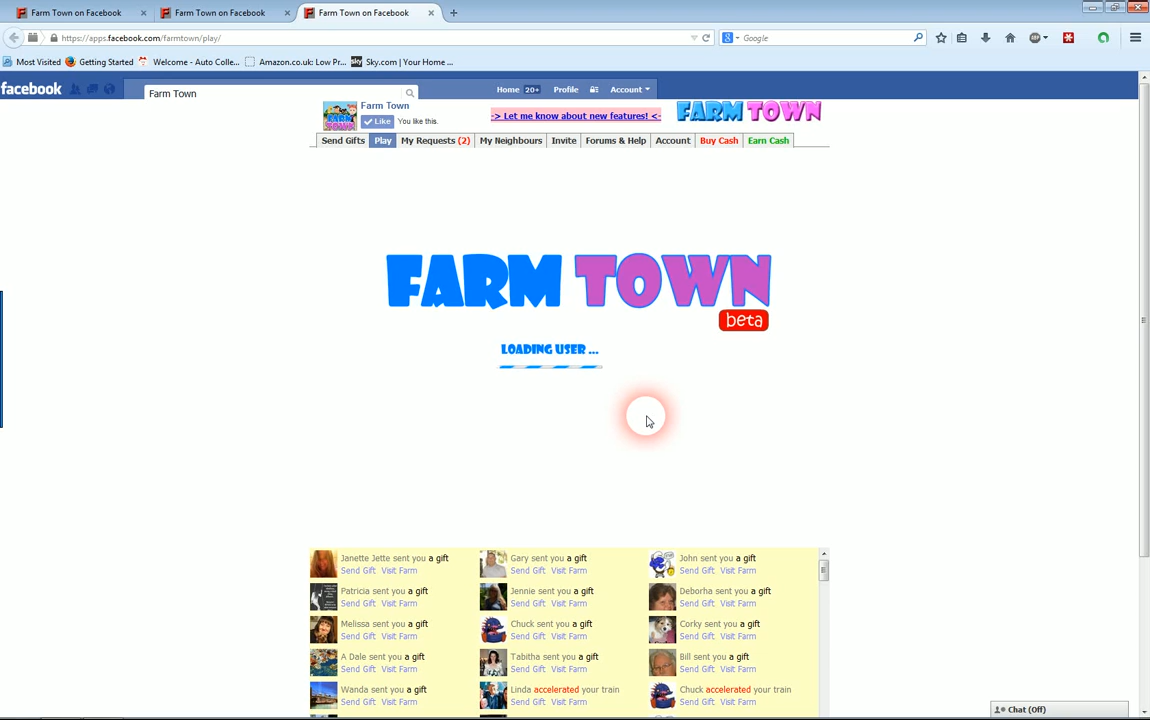 Farm Town on Facebook
Farm Town on Facebook
Farm Town on Facebook
https://apps.facebook.com/farmtown/play/
Google
Most Visited
Getting Started
Welcome - Auto Colle...
Amazon.co.uk: Low Pr...
sky Sky.com | Your Home ...
facebook
Farm Town
Home 20+
Profile
Account
FARM TOWN
Farm Town
Like
You like this.
-> Let me know about new features! <-
FARM TOWN
Send Gifts
Play
My Requests (2)
My Neighbours
Invite
Forums & Help
Account
Buy Cash
Earn Cash
FARM TOWN
beta
LOADING USER ...
Janette Jette sent you a gift
Send Gift Visit Farm
Gary sent you a gift
Send Gift Visit Farm
John sent you a gift
Send Gift Visit Farm
Patricia sent you a gift
Send Gift Visit Farm
Jennie sent you a gift
Send Gift Visit Farm
Deborha sent you a gift
Send Gift Visit Farm
Melissa sent you a gift
Send Gift Visit Farm
Chuck sent you a gift
Send Gift Visit Farm
Corky sent you a gift
Send Gift Visit Farm
A Dale sent you a gift
Send Gift Visit Farm
Tabitha sent you a gift
Send Gift Visit Farm
Bill sent you a gift
Send Gift Visit Farm
Wanda sent you a gift
Send Gift Visit Farm
Linda accelerated your train
Send Gift Visit Farm
Chuck accelerated your train
Send Gift Visit Farm
Chat (Off)